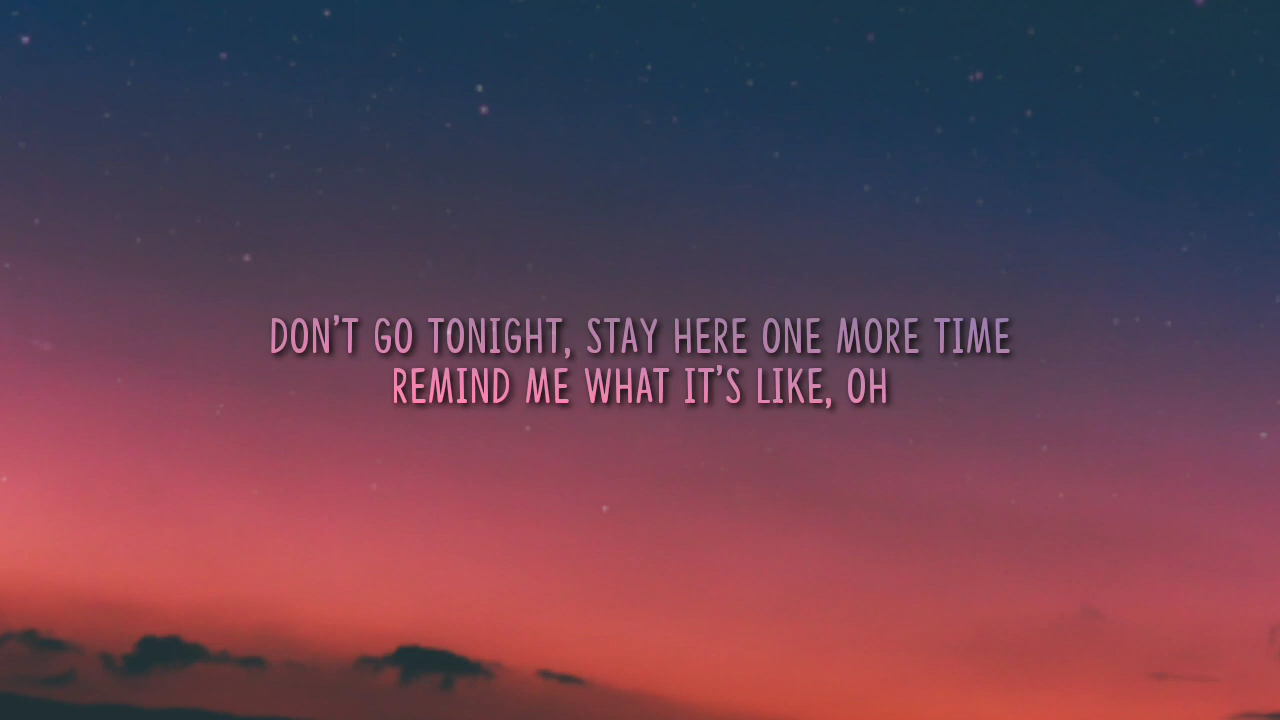 DON'T GO TONIGHT, STAY HERE ONE MORE TIME
REMIND ME WHAT IT'S LIKE, OH